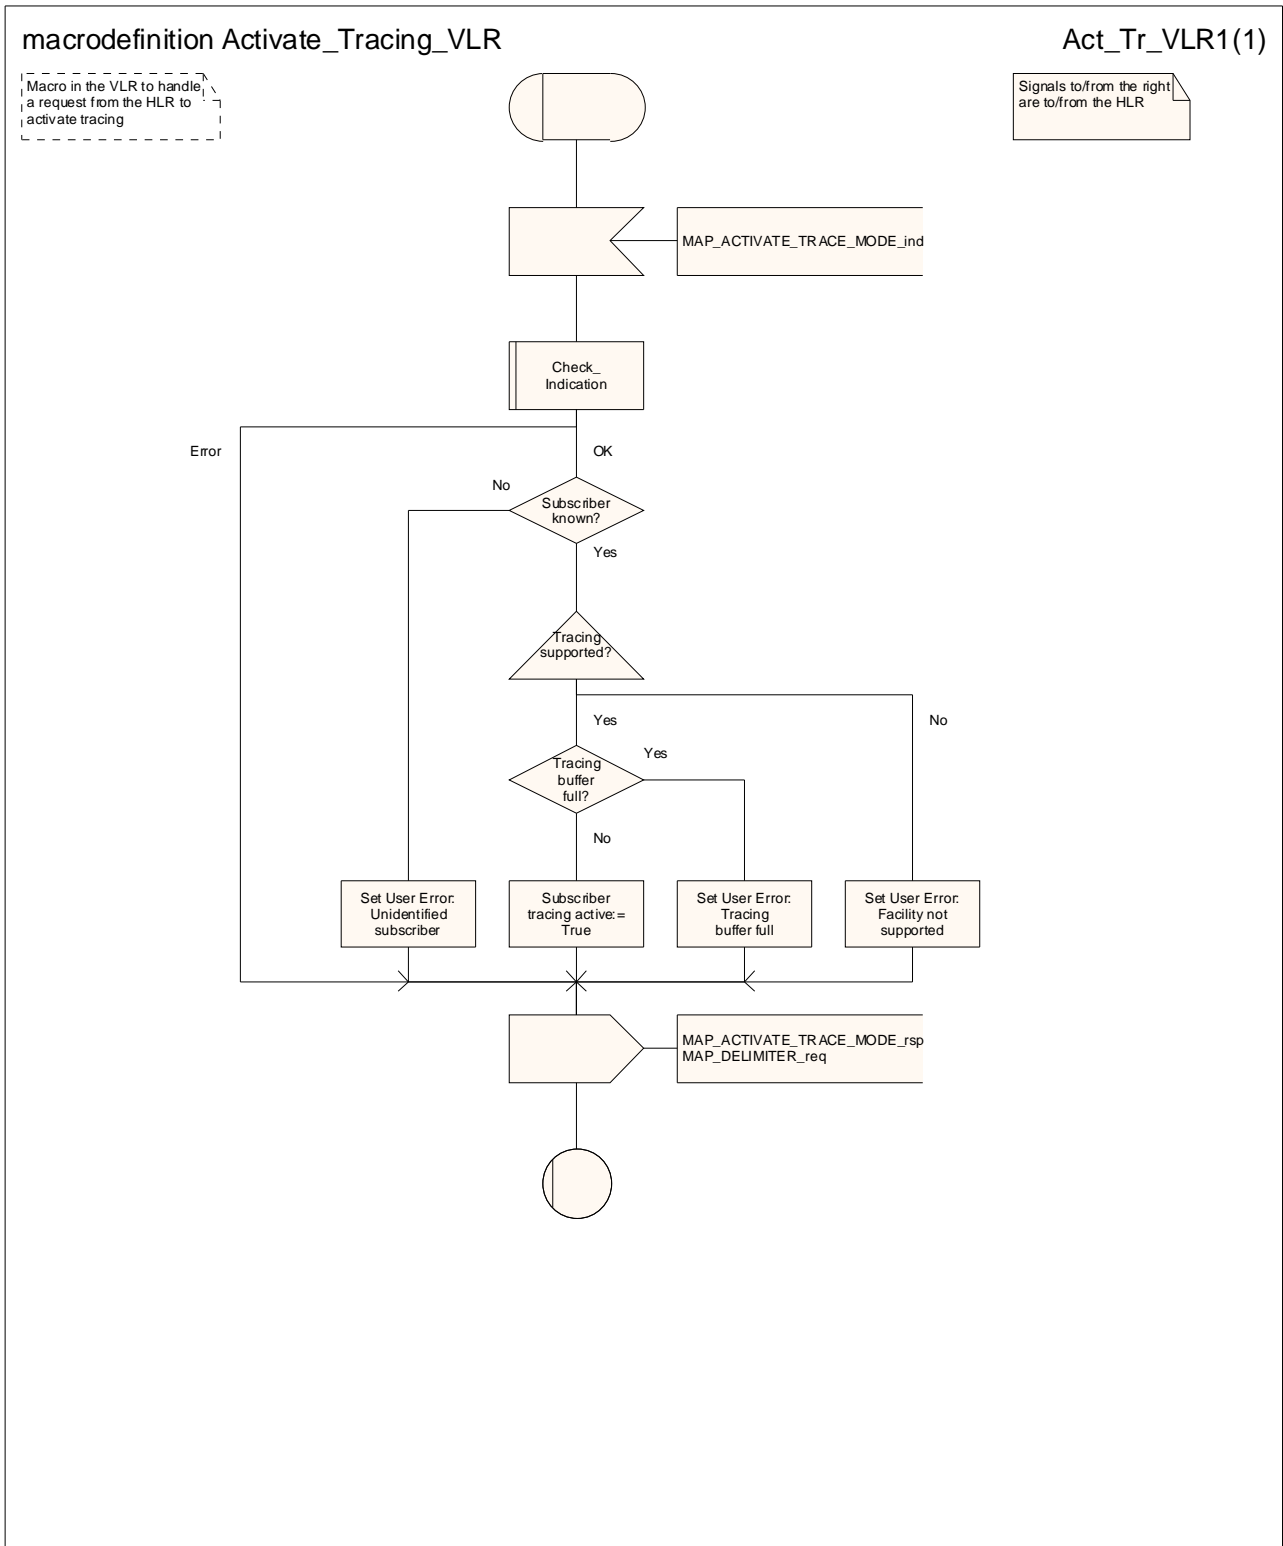 macrodefinition Activate_Tracing_VLR
Act_Tr_VLR1(1)
Macro in the VLR to handle
a request from the HLR to
activate tracing
Signals to/from the right
are to/from the HLR
MAP_ACTIVATE_TRACE_MODE_ind
Check_
Indication
Error
OK
No
Subscriber
known?
Yes
Tracing
supported?
Yes
No
Yes
Tracing
buffer
full?
No
Set User Error:
Unidentified
subscriber
Subscriber
tracing active:=
True
Set User Error:
Tracing
buffer full
Set User Error:
Facility not
supported
MAP_ACTIVATE_TRACE_MODE_rsp
MAP_DELIMITER_req